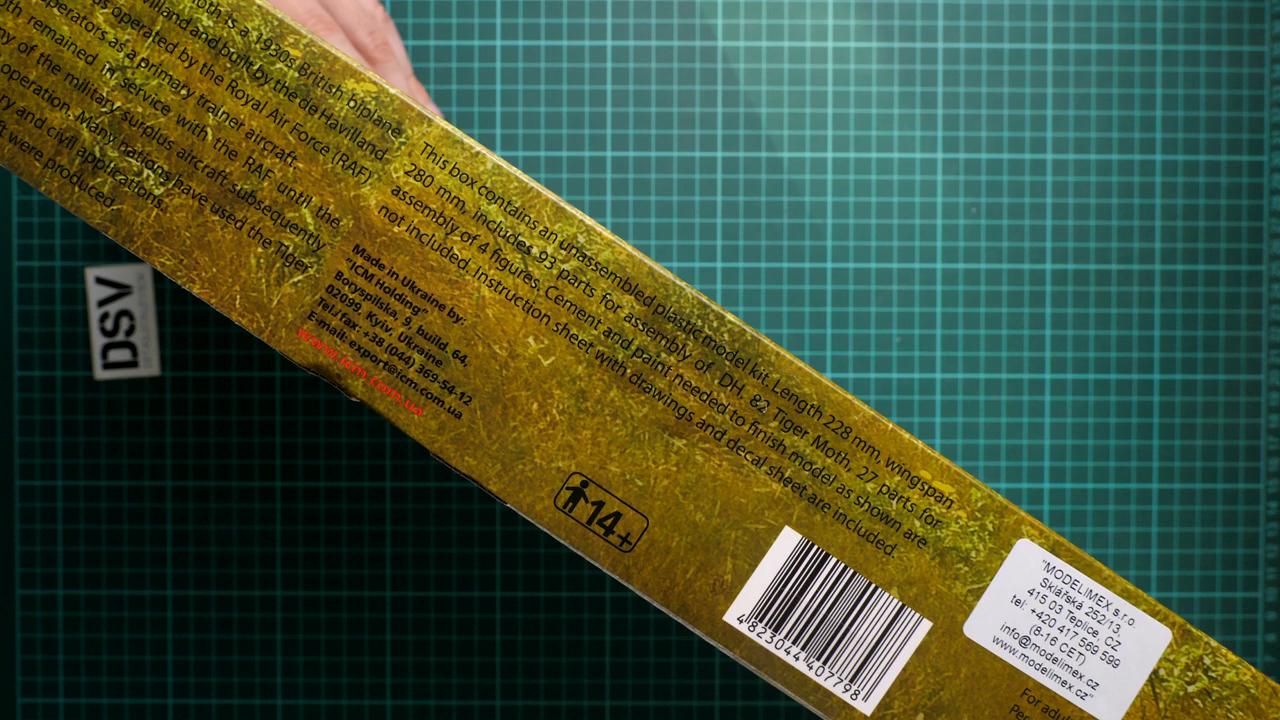 oth is a 1930s British biplane
villand and built by the de Havilland
s operated by the Royal Air Force (RAF)
perators as a primary trainer aircraft.
th remained in service with the RAF until the
ny of the military surplus aircraft subsequently
operation. Many nations have used the Tiger
ry and civil applications.
t were produced.
This box contains an unassembled plastic model kit. Length 228 mm, wingspan
280 mm, includes 93 parts for assembly of DH. 82 Tiger Moth, 27 parts for
assembly of 4 figures. Cement and paint needed to finish model as shown are
not included. Instruction sheet with drawings and decal sheet are included.
Made in Ukraine by:
"ICM Holding"
Boryspilska, 9, build. 64,
02099, Kyiv, Ukraine
Tel./fax: +38 (044) 369-54-12
E-mail: export@icm.com.ua
www.icm.com.ua
14+
4823044407798
"MODELIMEX s.r.o.
Sklářská 252/13,
415 03 Teplice, CZ
tel: +420 417 569 599
(8-16 CET)
info@modelimex.cz
www.modelimex.cz"
For adu
Per
DSV